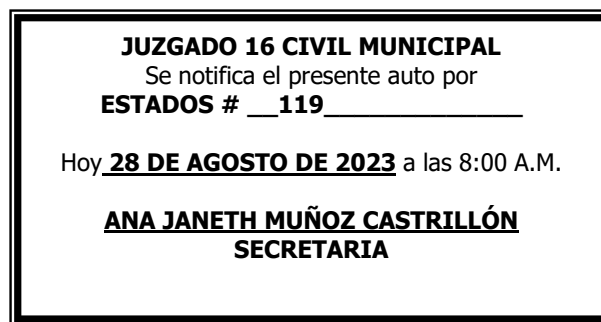 JUZGADO 16 CIVIL MUNICIPAL
Se notifica el presente auto por
ESTADOS # __119______________
Hoy 28 DE AGOSTO DE 2023 a las 8:00 A.M.
ANA JANETH MUÑOZ CASTRILLÓN
SECRETARIA